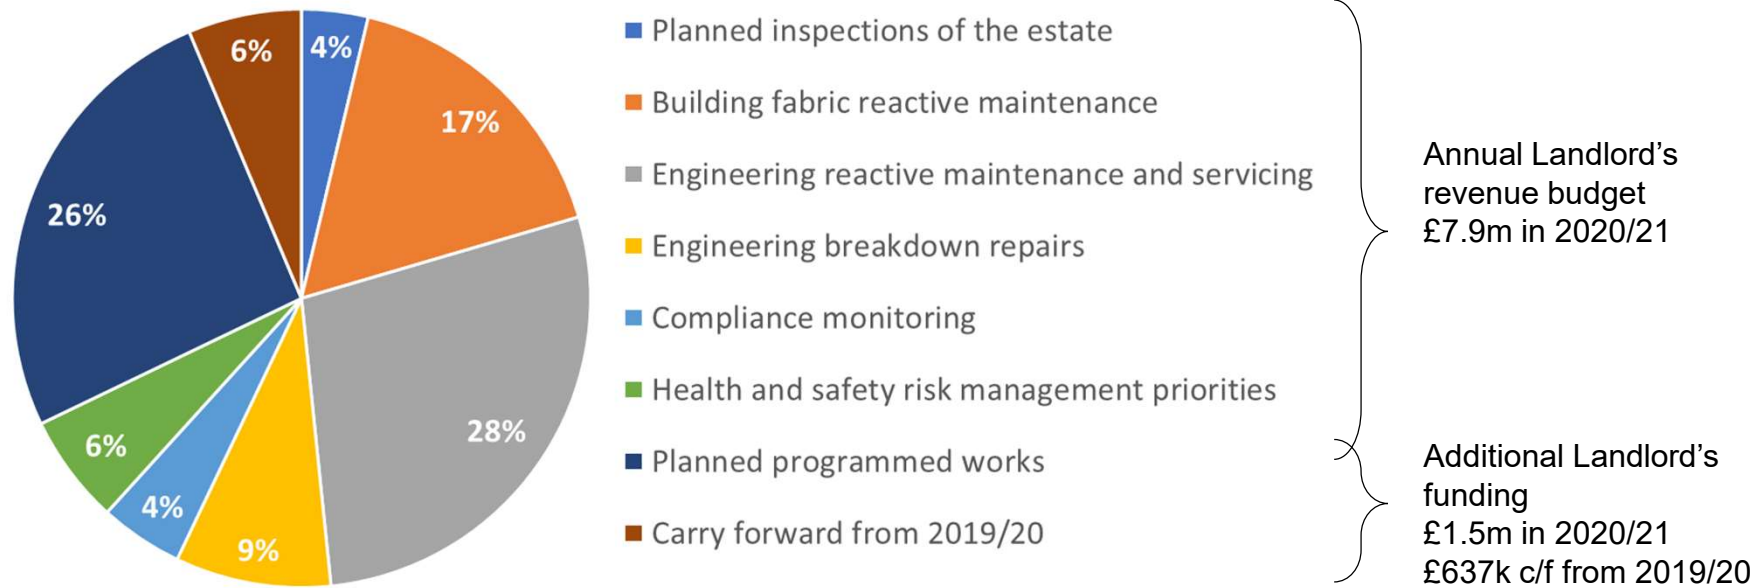 6%
4%
17%
26%
28%
6%
4%
9%
Planned inspections of the estate
Building fabric reactive maintenance
Engineering reactive maintenance and servicing
Engineering breakdown repairs
Compliance monitoring
Health and safety risk management priorities
Planned programmed works
Carry forward from 2019/20
Annual Landlord’s
revenue budget
£7.9m in 2020/21
Additional Landlord’s
funding
£1.5m in 2020/21
£637k c/f from 2019/20